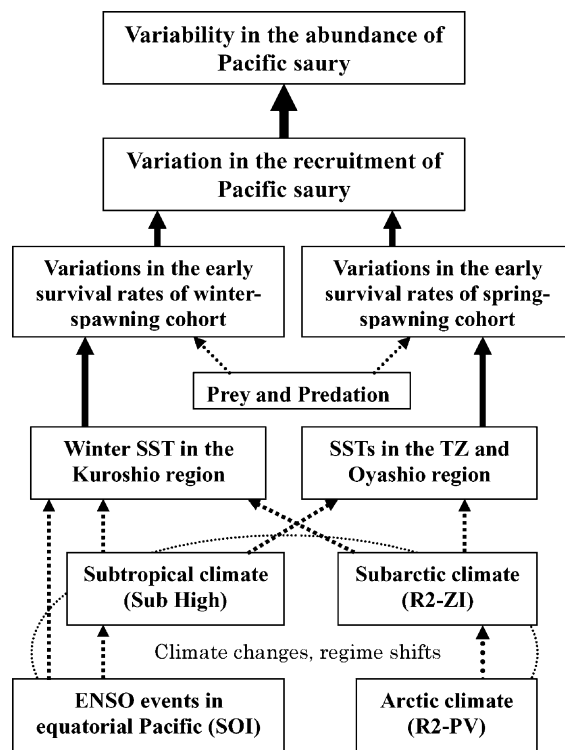 Variability in the abundance of
Pacific saury
Variation in the recruitment of
Pacific saury
Variations in the early
survival rates of winter-
spawning cohort
Variations in the early
survival rates of spring-
spawning cohort
Prey and Predation
Winter SST in the
Kuroshio region
SSTs in the TZ and
Oyashio region
Subtropical climate
(Sub High)
Subarctic climate
(R2-ZI)
Climate changes, regime shifts
ENSO events in
equatorial Pacific (SOI)
Arctic climate
(R2-PV)